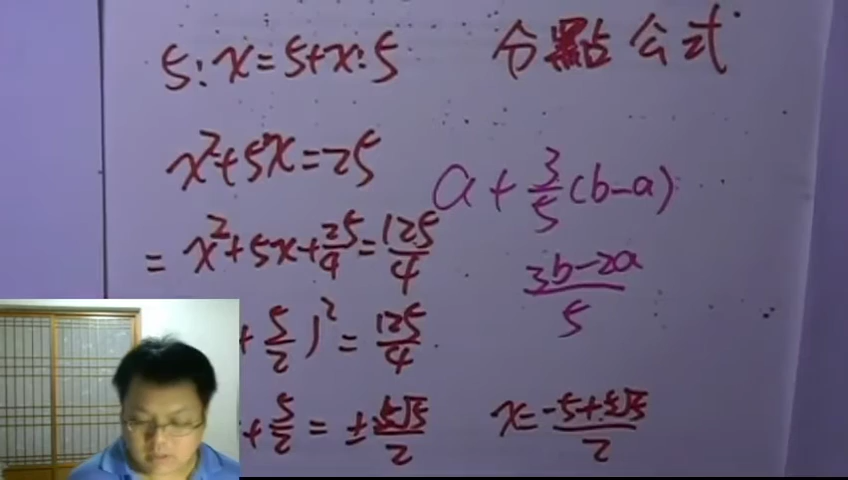 5:x=5+x:5
分點公式
x²+5x=25
a+3/5(b-a)
= x²+5x+25/4=125/4
3b-2a/5
+5/2)²=125/4
+5/2=±5√5/2
x=-5+5√5/2